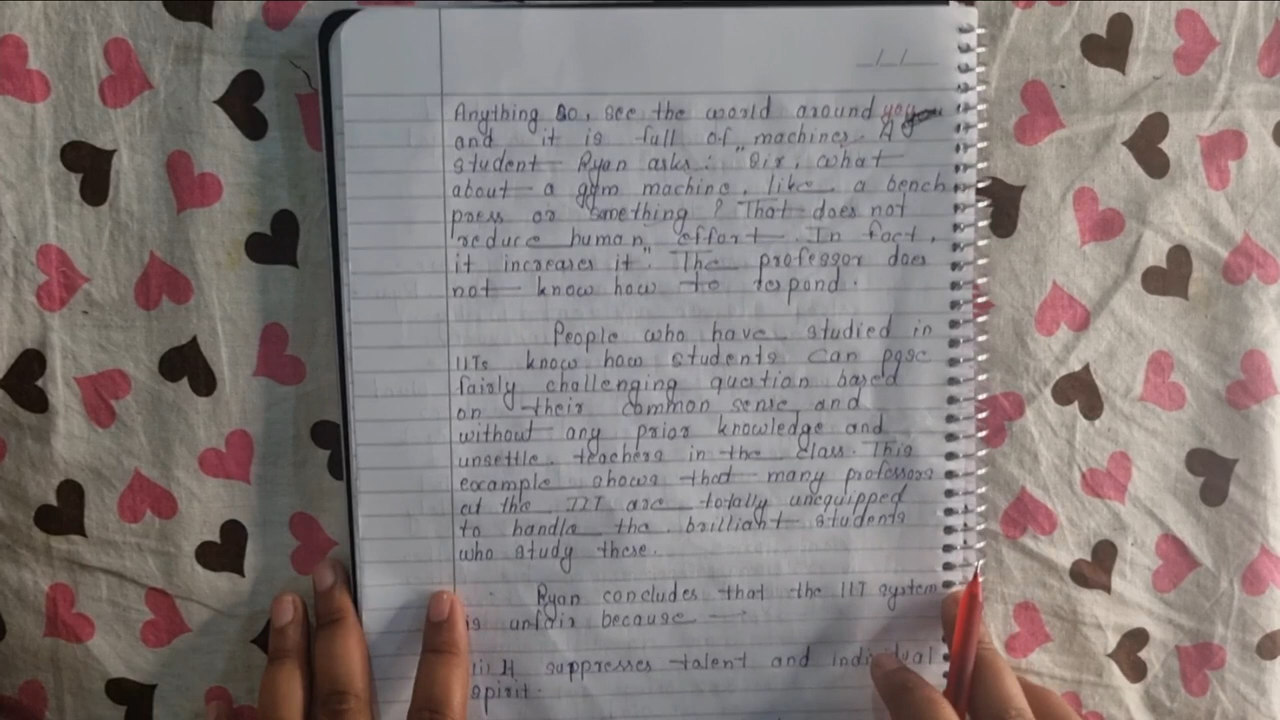 _/_/_
Anything so, see the world around you
and it is full of machines. A
student Ryan asks: "Sir, what
about a gym machine, like a bench
press or something? That does not
reduce human effort. In fact,
it increases it". The professor does
not know how to respond.
People who have studied in
IITs know how students can pose
fairly challenging quetion based
on their common sense and
without any prior knowledge and
unsettle teachers in the class. This
example shows that many professors
at the IIT are totally unequipped
to handle the brilliant students
who study there.
Ryan concludes that the IIT system
is unfair because →
(i) It suppresses talent and individual
spirit.